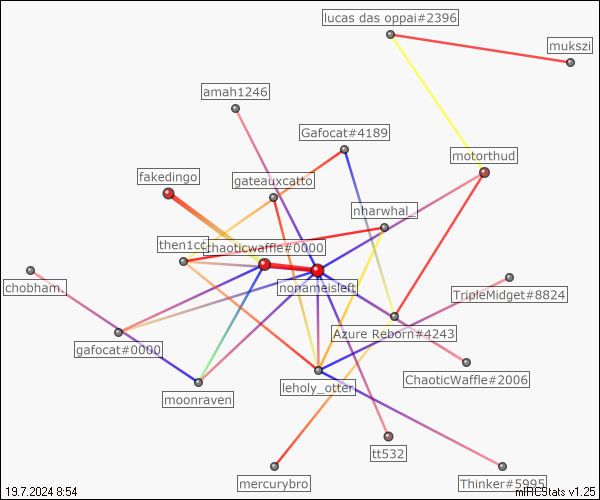 lucas das oppai#2396
mukszi
amah1246
Gafocat#4189
motorthud
fakedingo
gateauxcatto
nharwhal_
then1cc
chaoticwaffle#0000
chobham.
nonameisleft
TripleMidget#8824
Azure Reborn#4243
gafocat#0000
ChaoticWaffle#2006
leholy_otter
moonraven
tt532
mercurybro
Thinker#5995
19.7.2024 8:54
mIRCStats v1.25